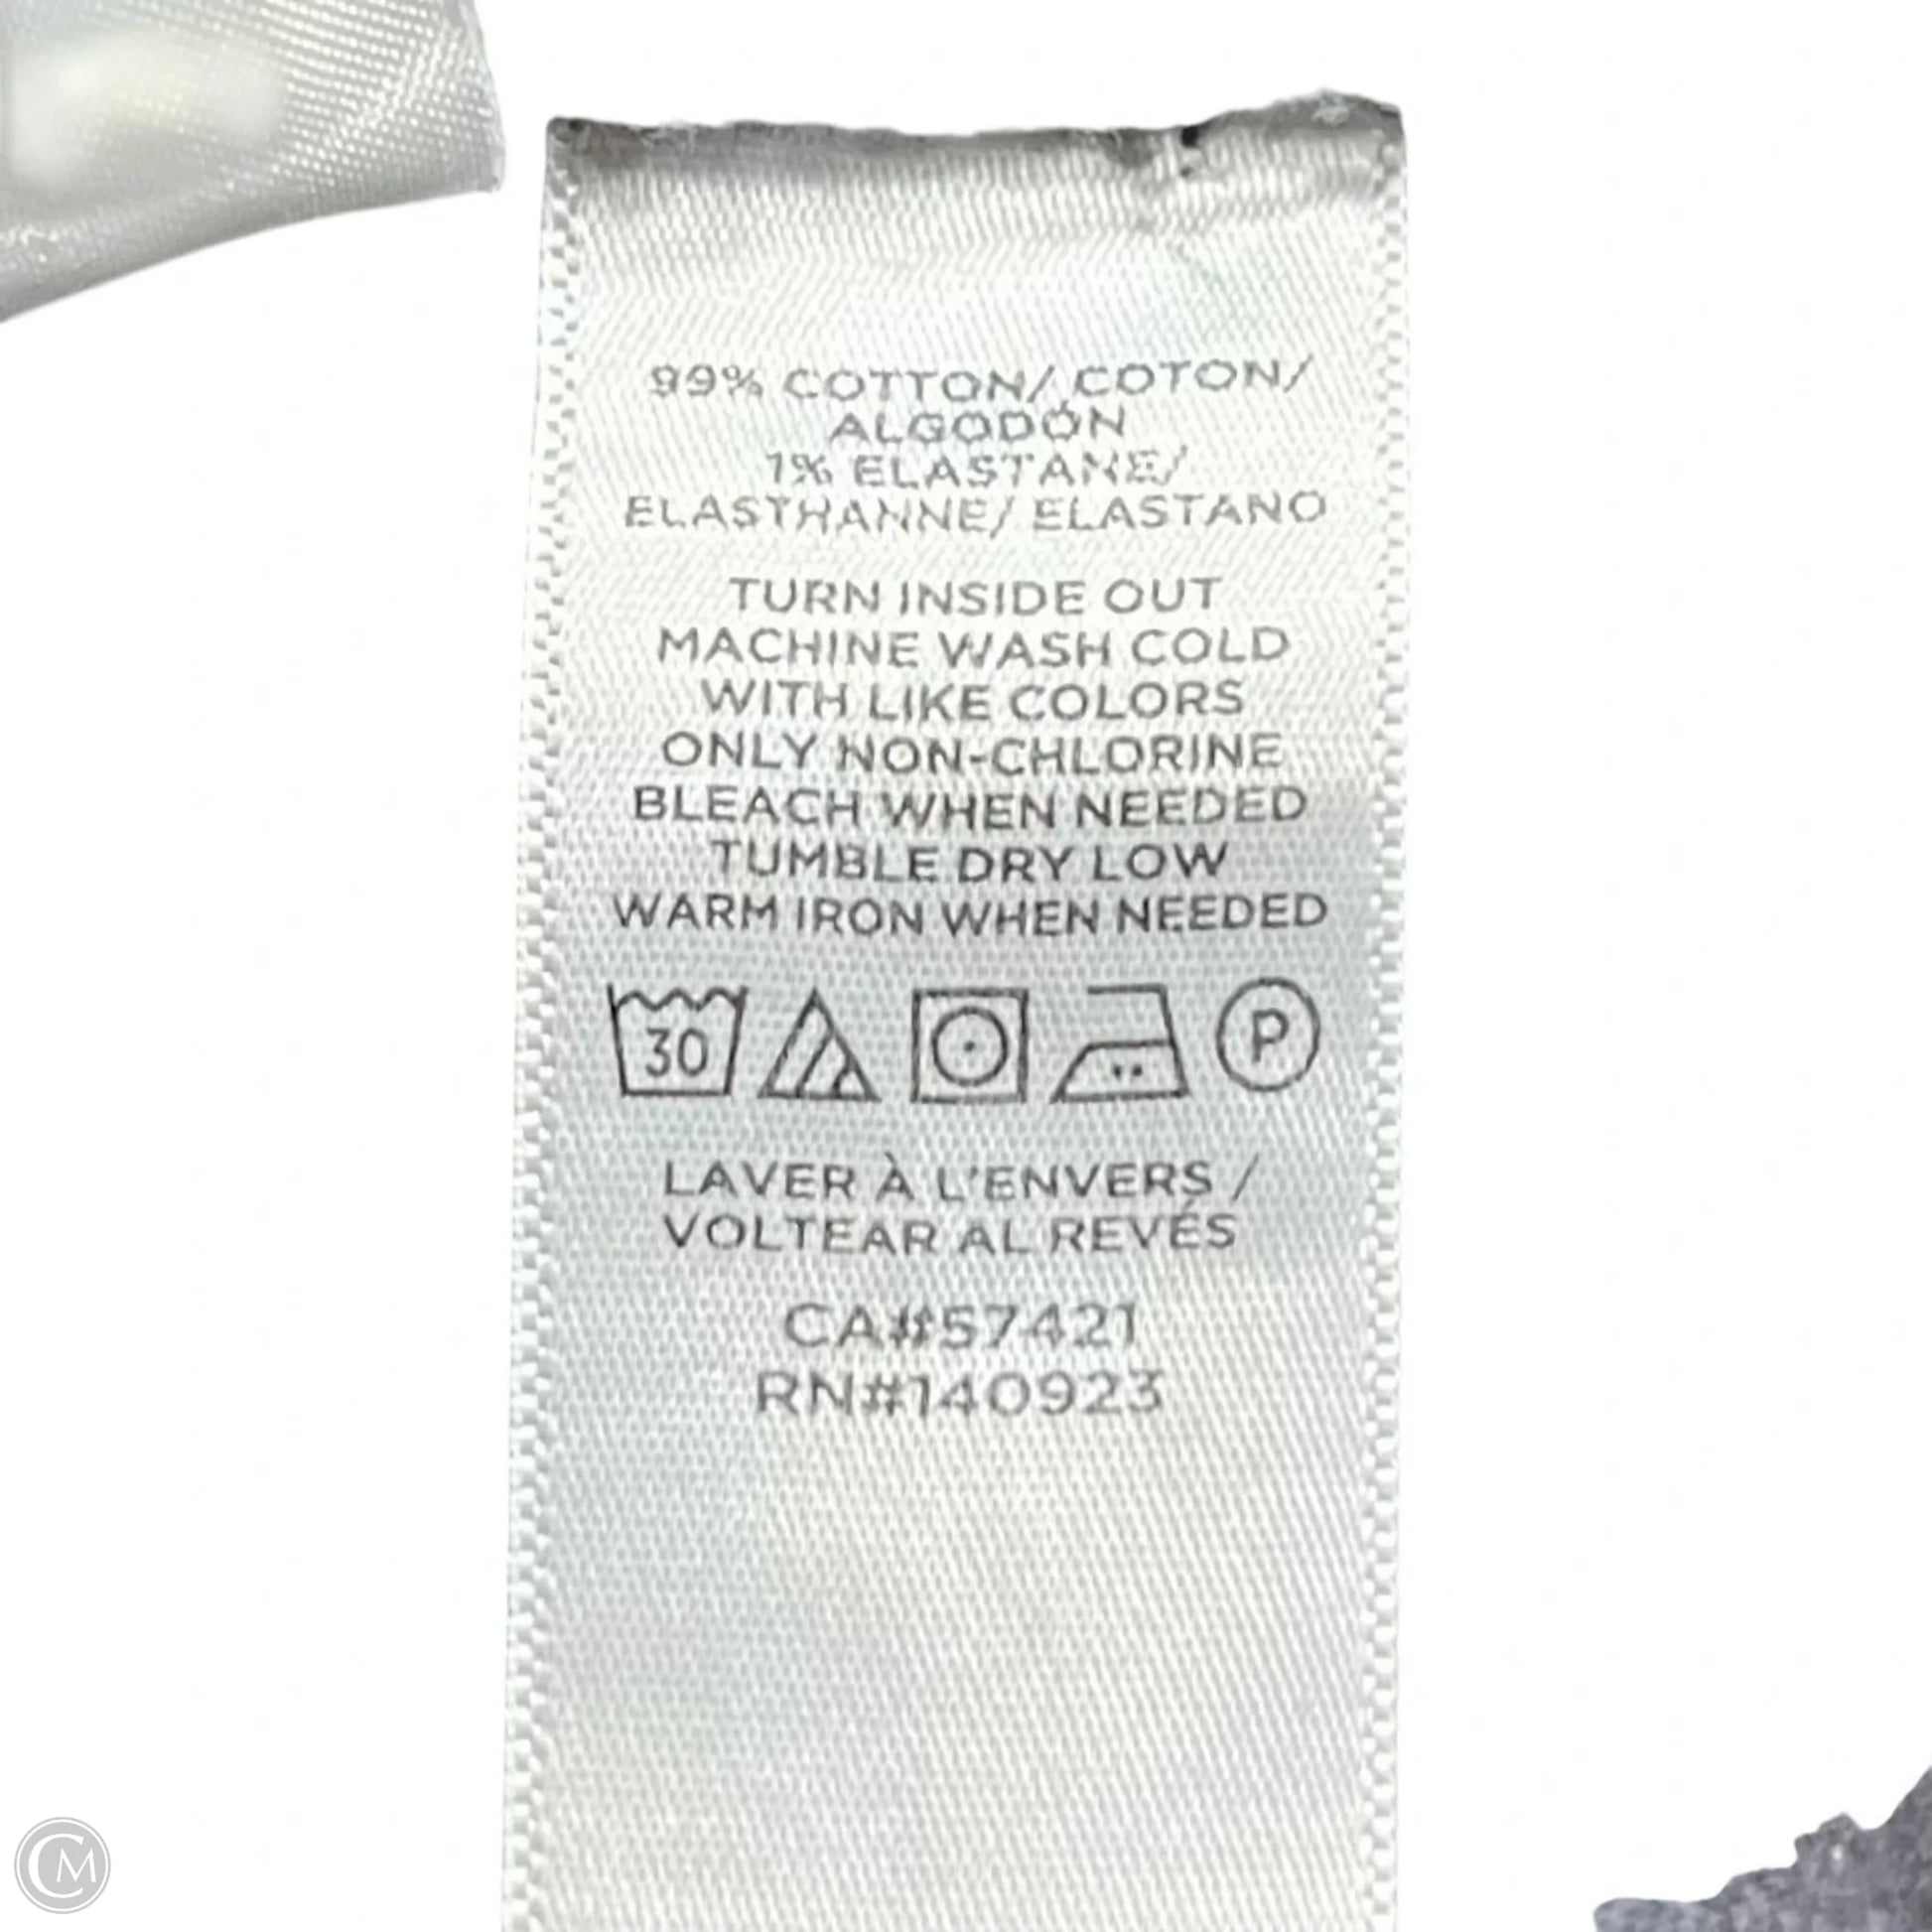 99% COTTON/ COTON/
ALGODÓN
1% ELASTANE/
ELASTHANNE/ ELASTANO
TURN INSIDE OUT
MACHINE WASH COLD
WITH LIKE COLORS
ONLY NON-CHLORINE
BLEACH WHEN NEEDED
TUMBLE DRY LOW
WARM IRON WHEN NEEDED
30 P
LAVER À L'ENVERS /
VOLTEAR AL REVÉS
CA#57421
RN#140923
CM